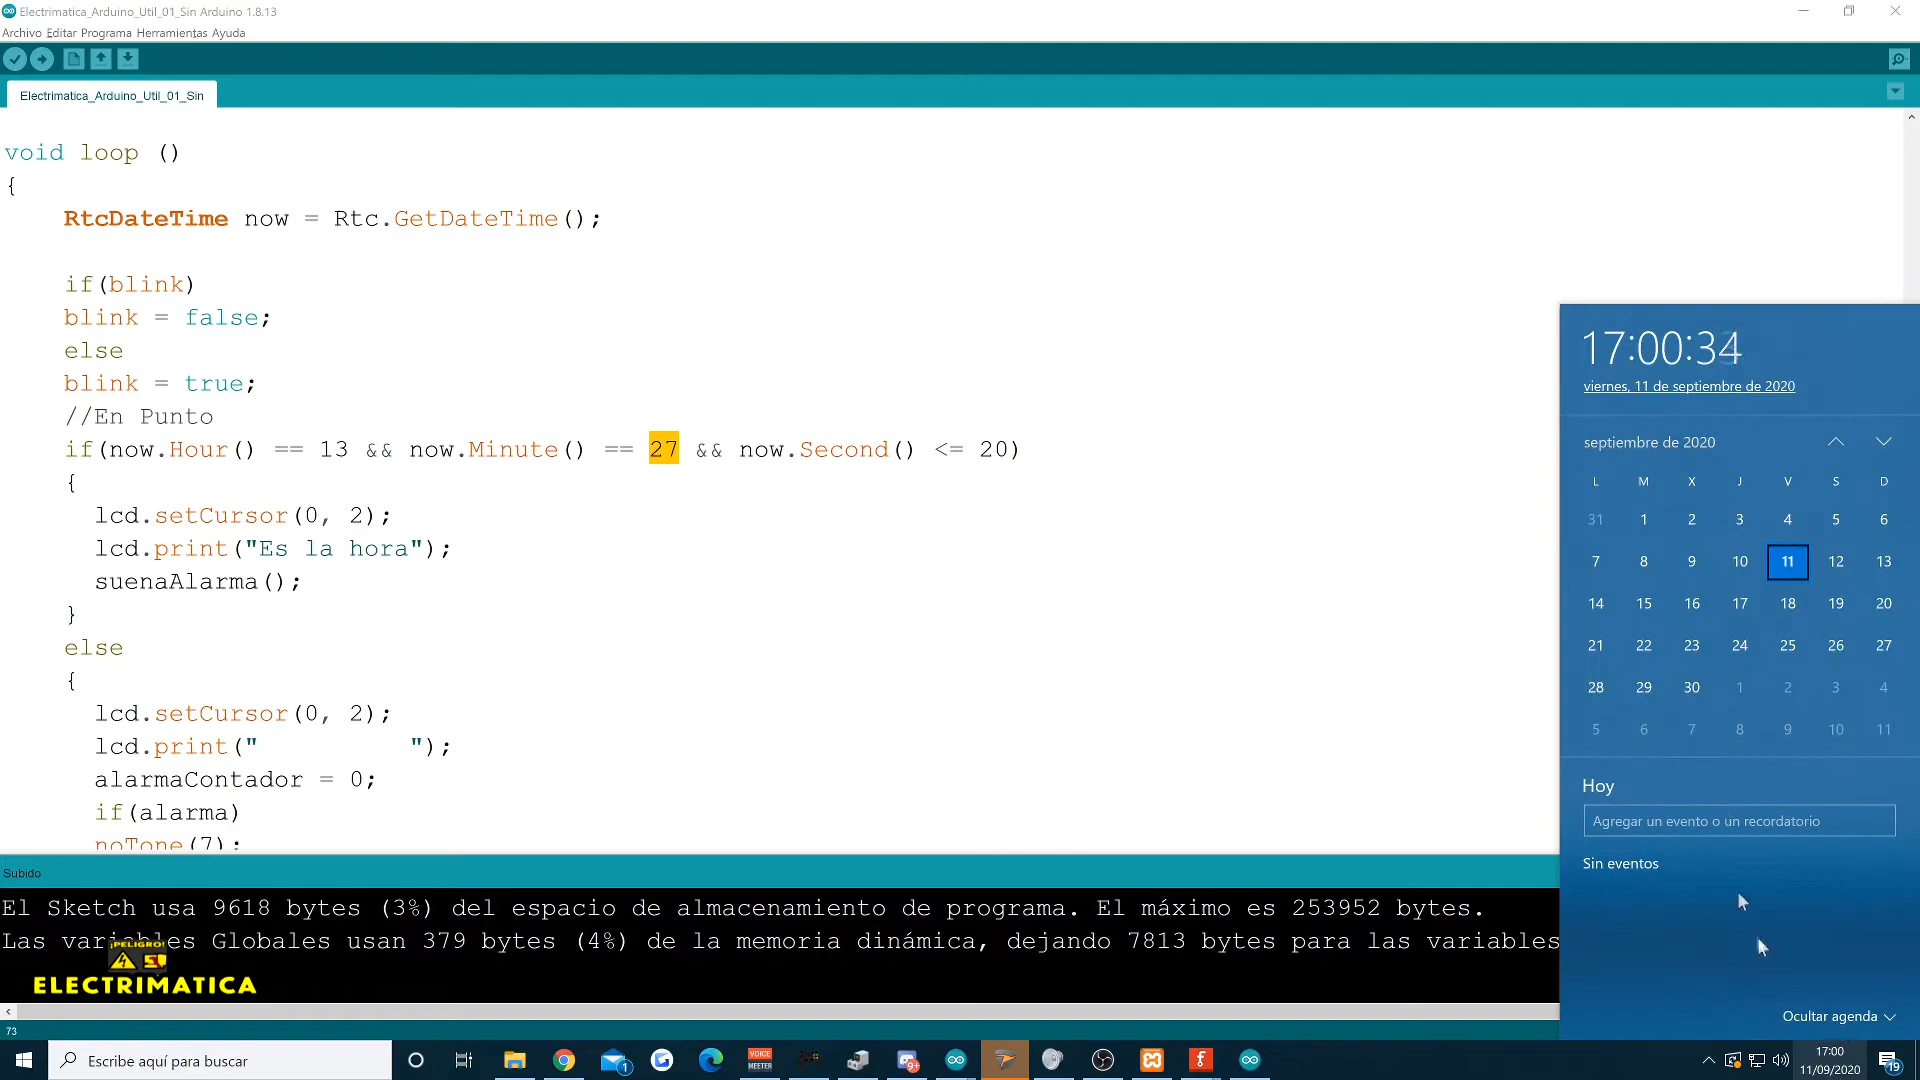 Electrimatica_Arduino_Util_01_Sin Arduino 1.8.13
Archivo Editar Programa Herramientas Ayuda
Electrimatica_Arduino_Util_01_Sin
void loop ()
{
RtcDateTime now = Rtc.GetDateTime();
if(blink)
blink = false;
else
blink = true;
//En Punto
if(now.Hour() == 13 && now.Minute() == 27 && now.Second() <= 20)
{
lcd.setCursor(0, 2);
lcd.print("Es la hora");
suenaAlarma();
}
else
{
lcd.setCursor(0, 2);
lcd.print("          ");
alarmaContador = 0;
if(alarma)
noTone(7);
Subido
El Sketch usa 9618 bytes (3%) del espacio de almacenamiento de programa. El máximo es 253952 bytes.
Las variables Globales usan 379 bytes (4%) de la memoria dinámica, dejando 7813 bytes para las variables
¡PELIGRO!
ELECTRIMATICA
73
17:00:34
viernes, 11 de septiembre de 2020
septiembre de 2020
L M X J V S D
31 1 2 3 4 5 6
7 8 9 10 11 12 13
14 15 16 17 18 19 20
21 22 23 24 25 26 27
28 29 30 1 2 3 4
5 6 7 8 9 10 11
Hoy
Agregar un evento o un recordatorio
Sin eventos
Ocultar agenda
Escribe aquí para buscar
1
VOICE
MEETER
9+
17:00
11/09/2020
19